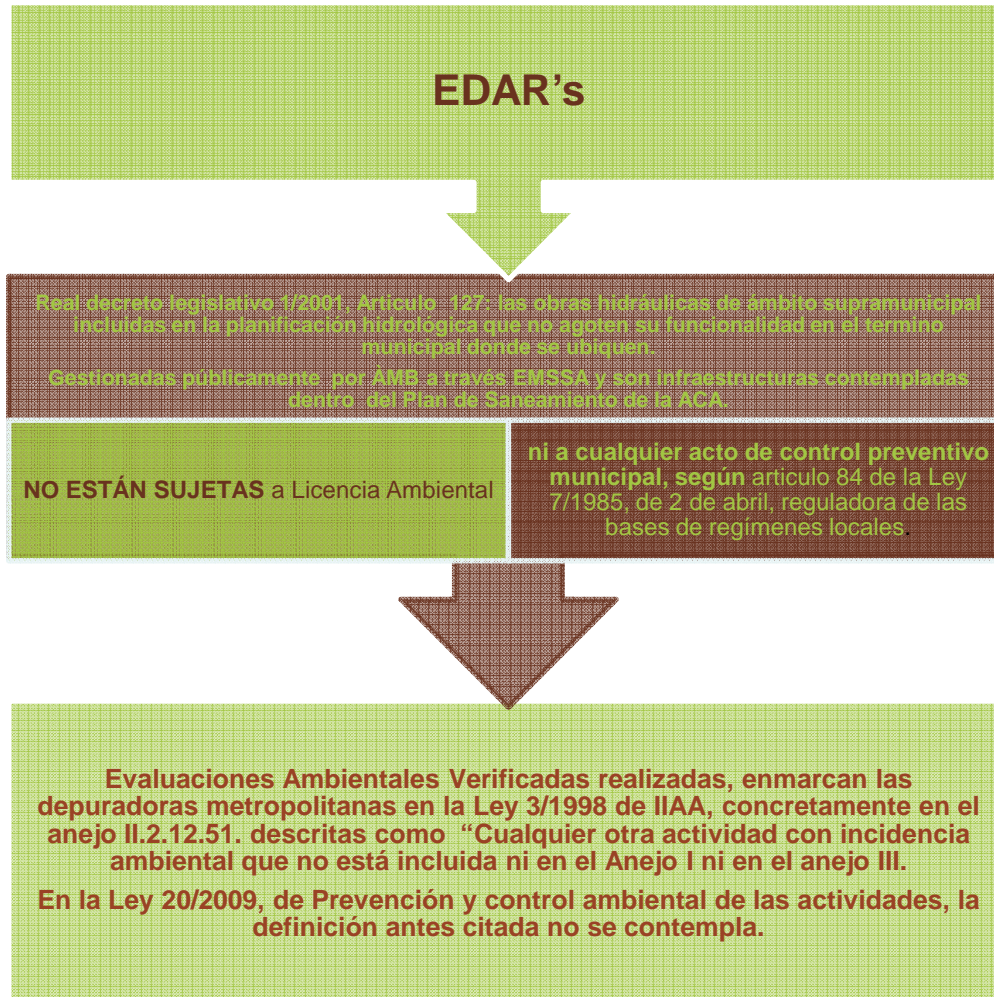 EDAR's
Real decreto legislativo 1/2001, Articulo 127: las obras hidráulicas de ámbito supramunicipal
incluidas en la planificación hidrológica que no agoten su funcionalidad en el termino
municipal donde se ubiquen.
Gestionadas públicamente por AMB a través EMSSA y son infraestructuras contempladas
dentro del Plan de Saneamiento de la ACA.
NO ESTÁN SUJETAS a Licencia Ambiental
ni a cualquier acto de control preventivo
municipal, según articulo 84 de la Ley
7/1985, de 2 de abril, reguladora de las
bases de regímenes locales.
Evaluaciones Ambientales Verificadas realizadas, enmarcan las
depuradoras metropolitanas en la Ley 3/1998 de IIAA, concretamente en el
anejo II.2.12.51. descritas como “Cualquier otra actividad con incidencia
ambiental que no está incluida ni en el Anejo I ni en el anejo III.
En la Ley 20/2009, de Prevención y control ambiental de las actividades, la
definición antes citada no se contempla.